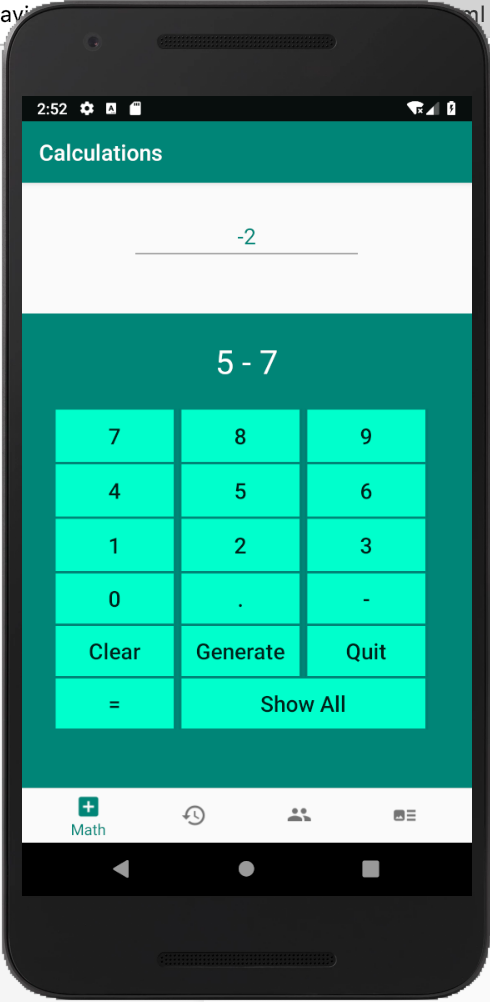 2:52
Calculations
-2
5 - 7
7 8 9
4 5 6
1 2 3
0 . -
Clear Generate Quit
= Show All
Math